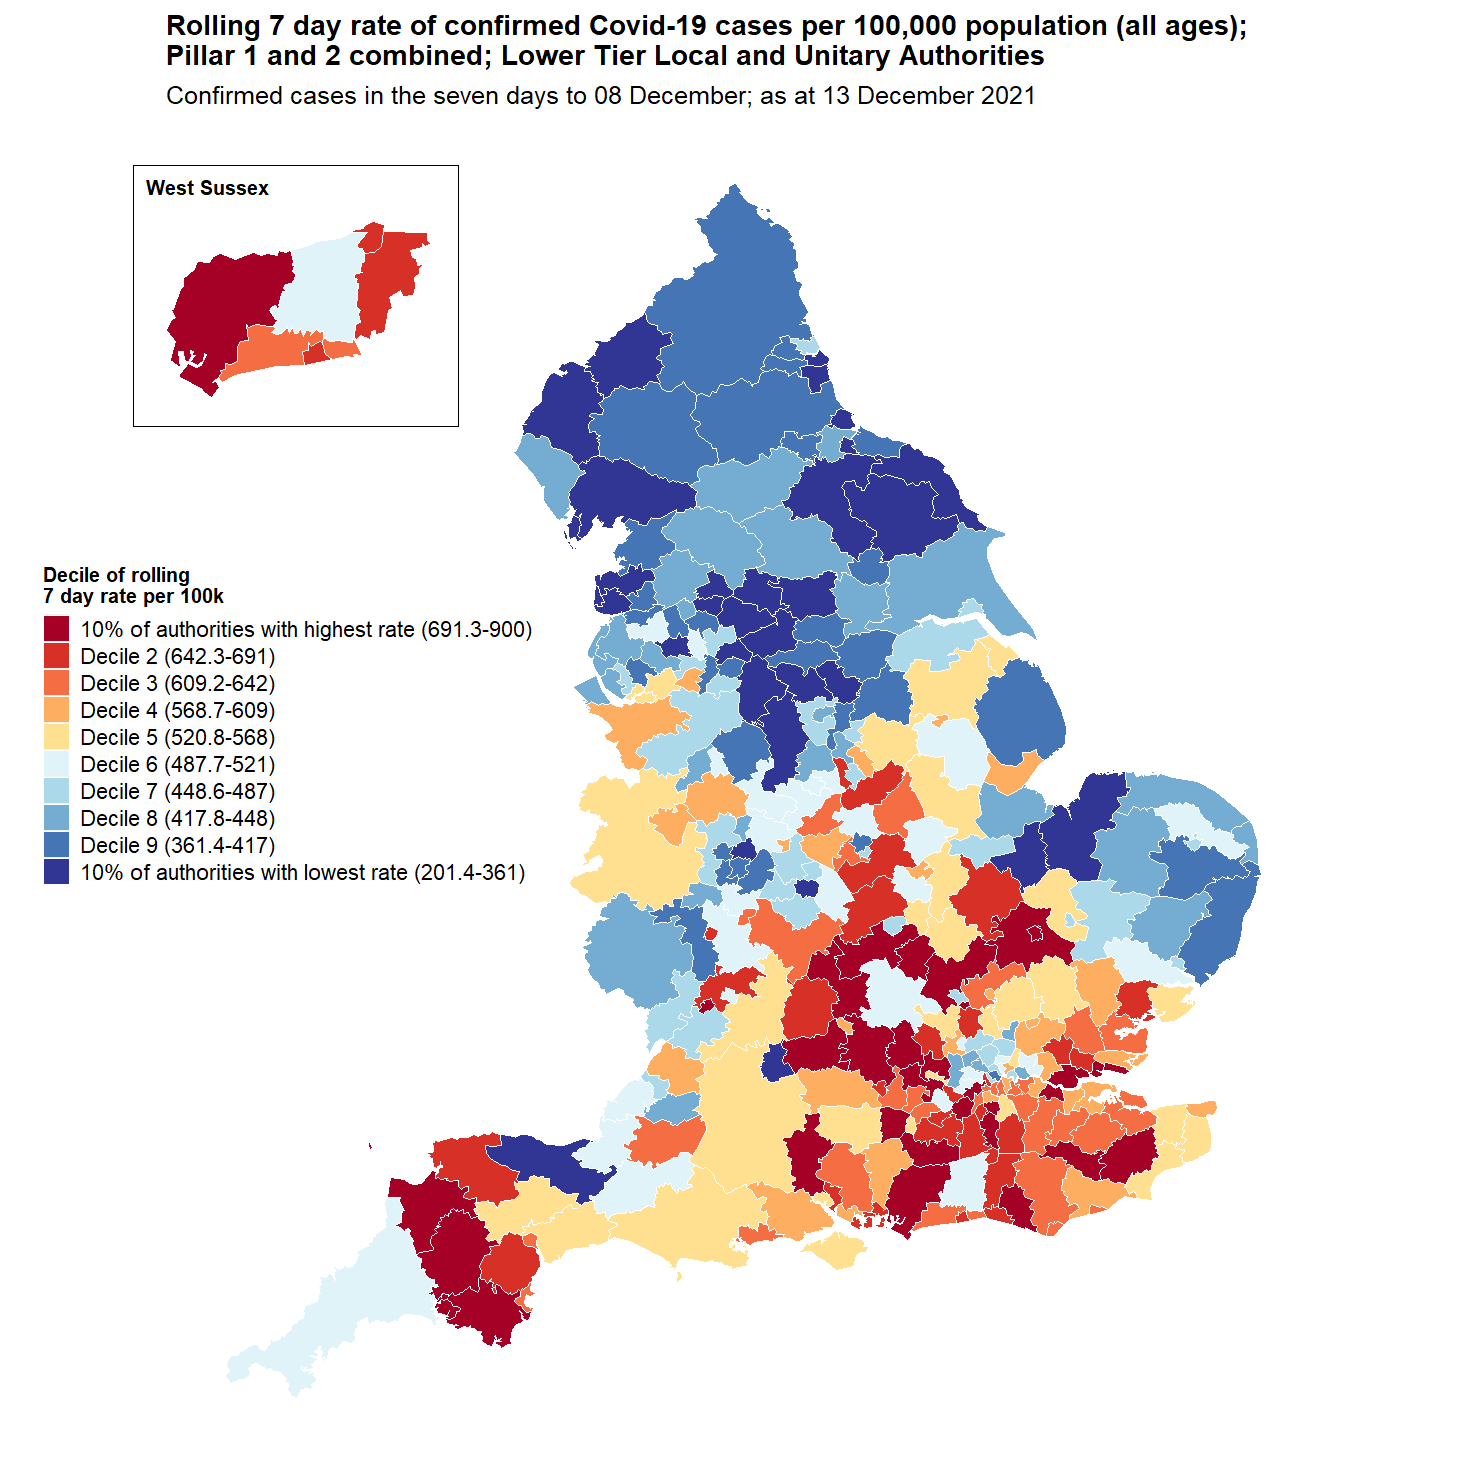 Rolling 7 day rate of confirmed Covid-19 cases per 100,000 population (all ages);
Pillar 1 and 2 combined; Lower Tier Local and Unitary Authorities
Confirmed cases in the seven days to 08 December; as at 13 December 2021
West Sussex
Decile of rolling
7 day rate per 100k
10% of authorities with highest rate (691.3-900)
Decile 2 (642.3-691)
Decile 3 (609.2-642)
Decile 4 (568.7-609)
Decile 5 (520.8-568)
Decile 6 (487.7-521)
Decile 7 (448.6-487)
Decile 8 (417.8-448)
Decile 9 (361.4-417)
10% of authorities with lowest rate (201.4-361)